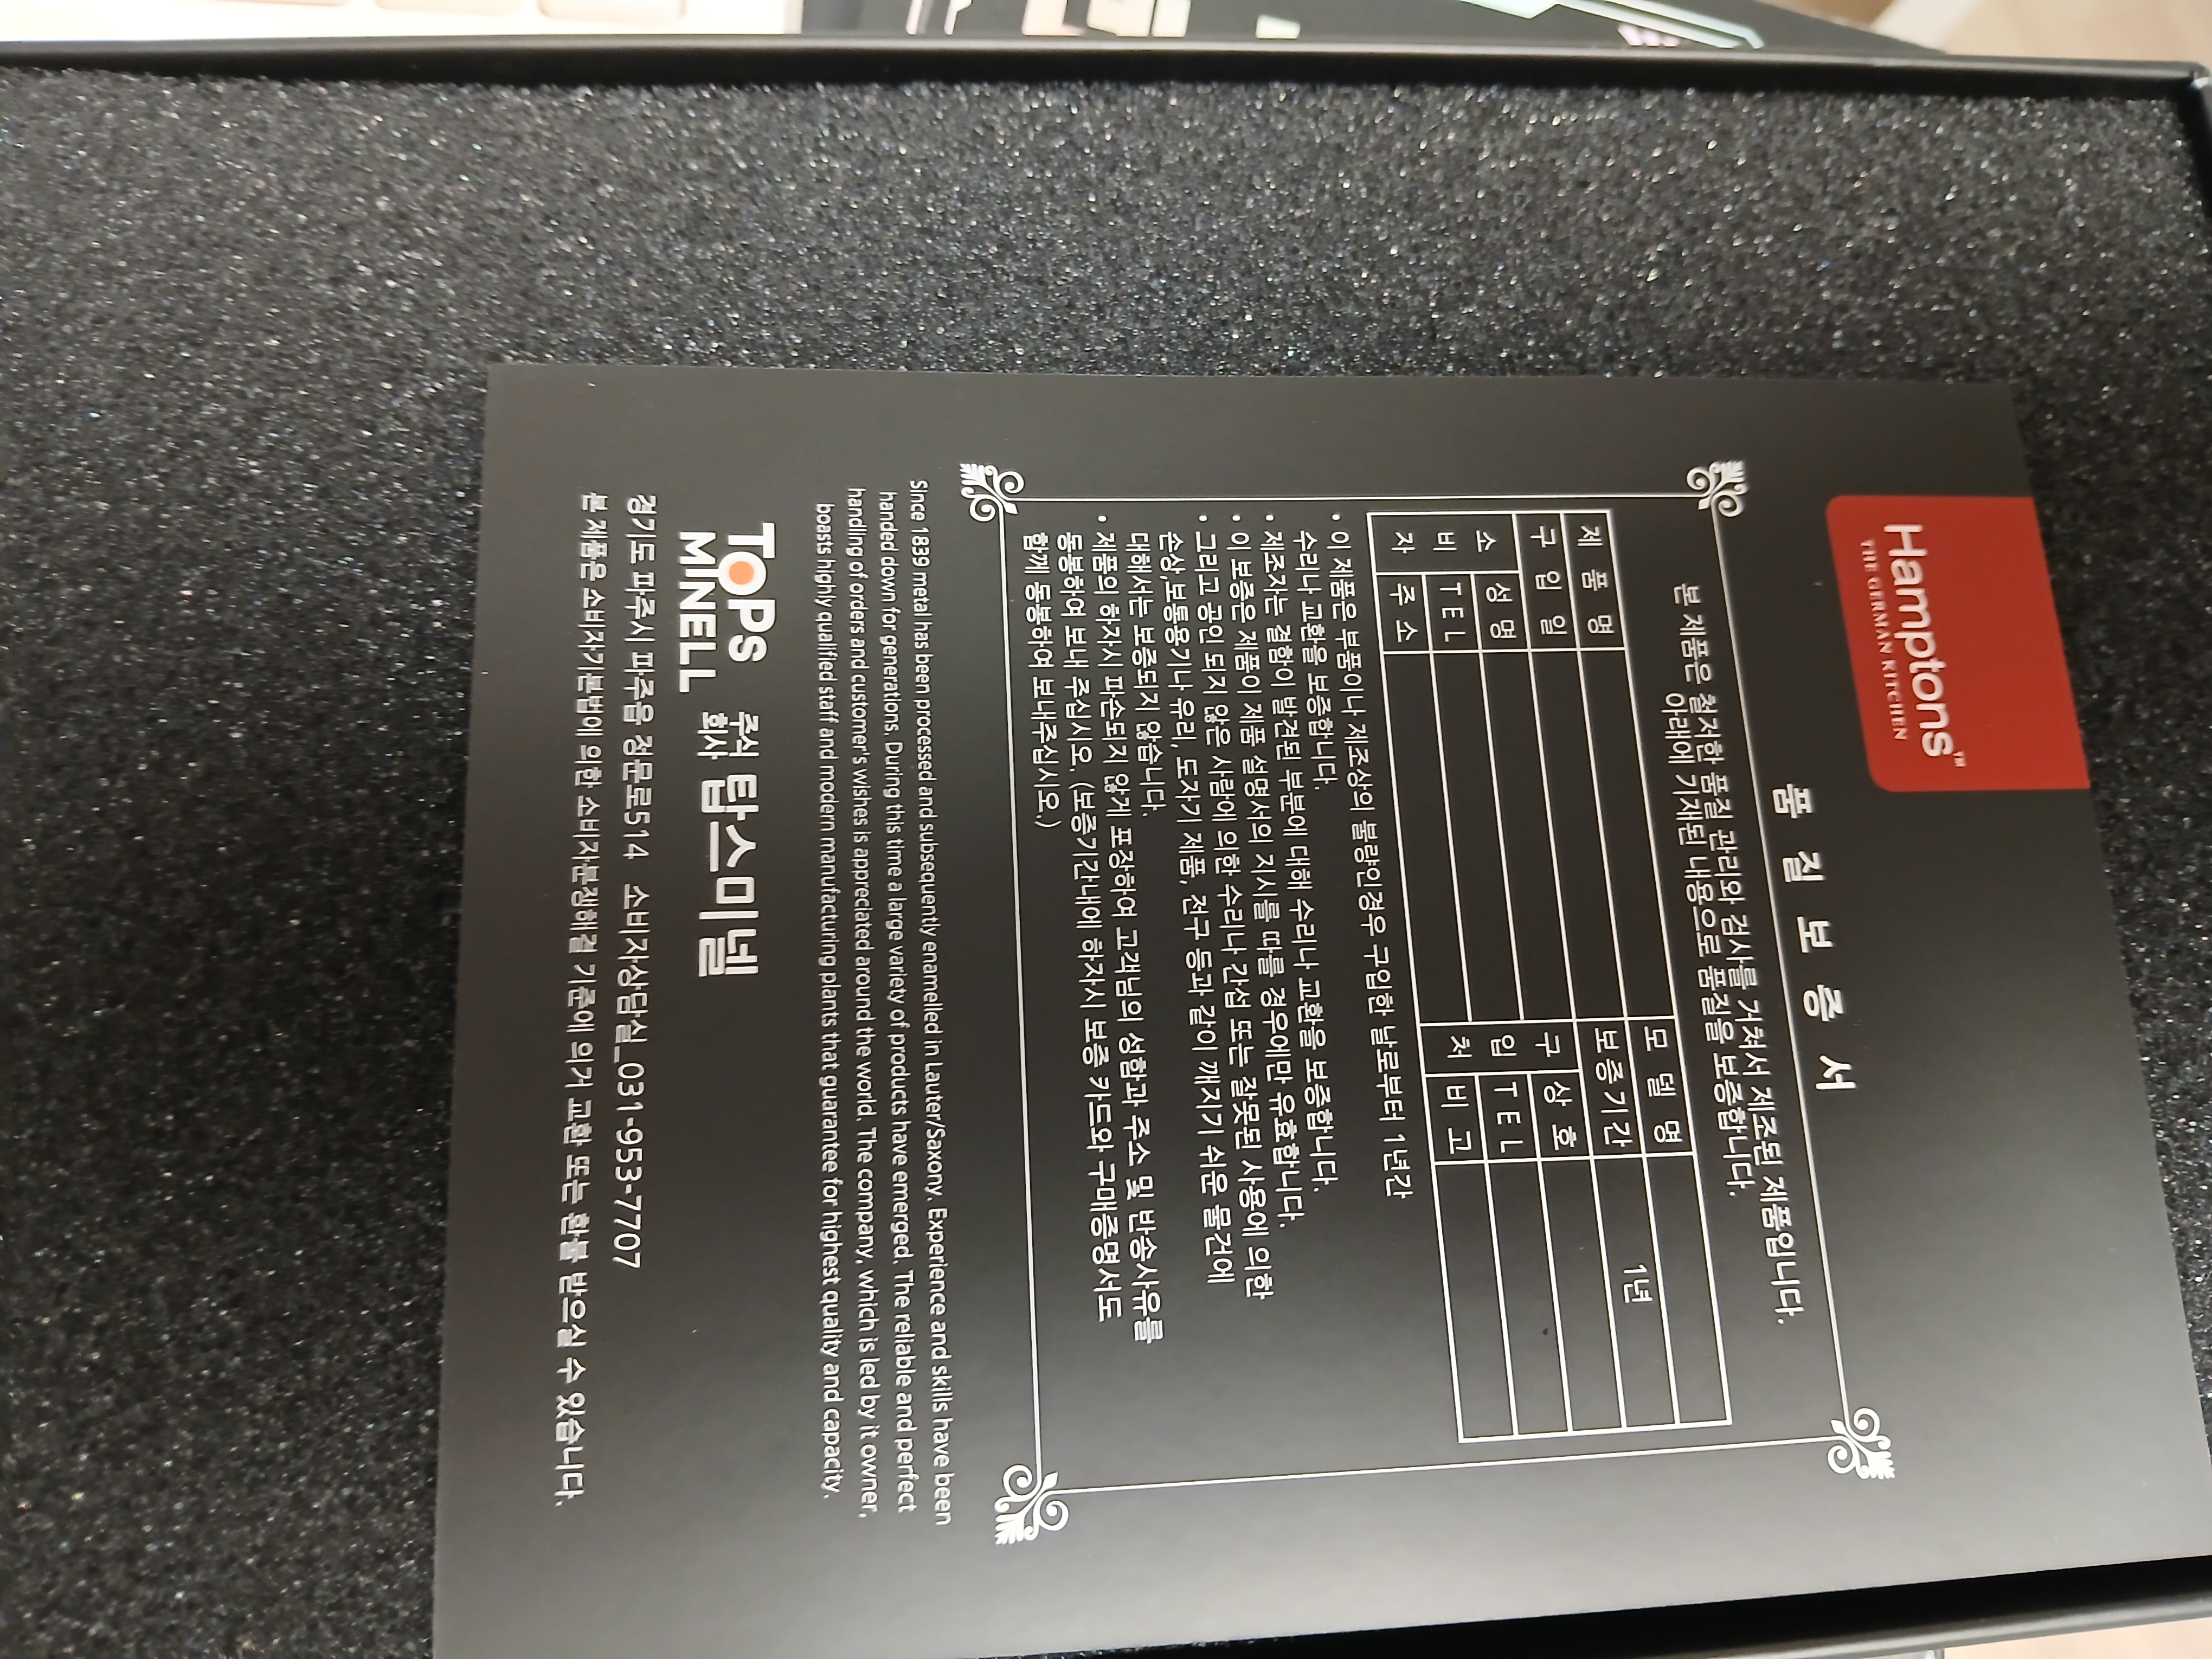 Hamptons™
THE GERMAN KITCHEN
품 질 보 증 서
본 제품은 철저한 품질 관리와 검사를 거쳐서 제조된 제품입니다.
아래에 기재된 내용으로 품질을 보증합니다.
제 품 명 모 델 명
구 입 일 보증기간 1년
소비자 성명 구입처 상 호
TEL TEL
주 소 비 고
• 이 제품은 부품이나 제조상의 불량인경우 구입한 날로부터 1년간
수리나 교환을 보증합니다.
• 제조자는 결함이 발견된 부분에 대해 수리나 교환을 보증합니다.
• 이 보증은 제품이 제품 설명서의 지시를 따를 경우에만 유효합니다.
• 그리고 공인 되지 않은 사람에 의한 수리나 간섭 또는 잘못된 사용에 의한
손상,보통용기나 유리, 도자기 제품, 전구 등과 같이 깨지기 쉬운 물건에
대해서는 보증되지 않습니다.
• 제품의 하자시 파손되지 않게 포장하여 고객님의 성함과 주소 및 반송사유를
동봉하여 보내 주십시오. (보증기간내에 하자시 보증 카드와 구매증명서도
함께 동봉하여 보내주십시오.)
Since 1839 metal has been processed and subsequently enamelled in Lauter/Saxony. Experience and skills have been
handed down for generations. During this time a large variety of products have emerged. The reliable and perfect
handling of orders and customer's wishes is appreciated around the world. The company, which is led by it owner,
boasts highly qualifed staff and modern manufacturing plants that guarantee for highest quality and capacity.
TOPS
MINELL 주식회사 탑스미넬
경기도 파주시 파주읍 정문로514 소비자상담실_031-953-7707
본 제품은 소비자기본법에 의한 소비자분쟁해결 기준에 의거 교환 또는 환불 받으실 수 있습니다.